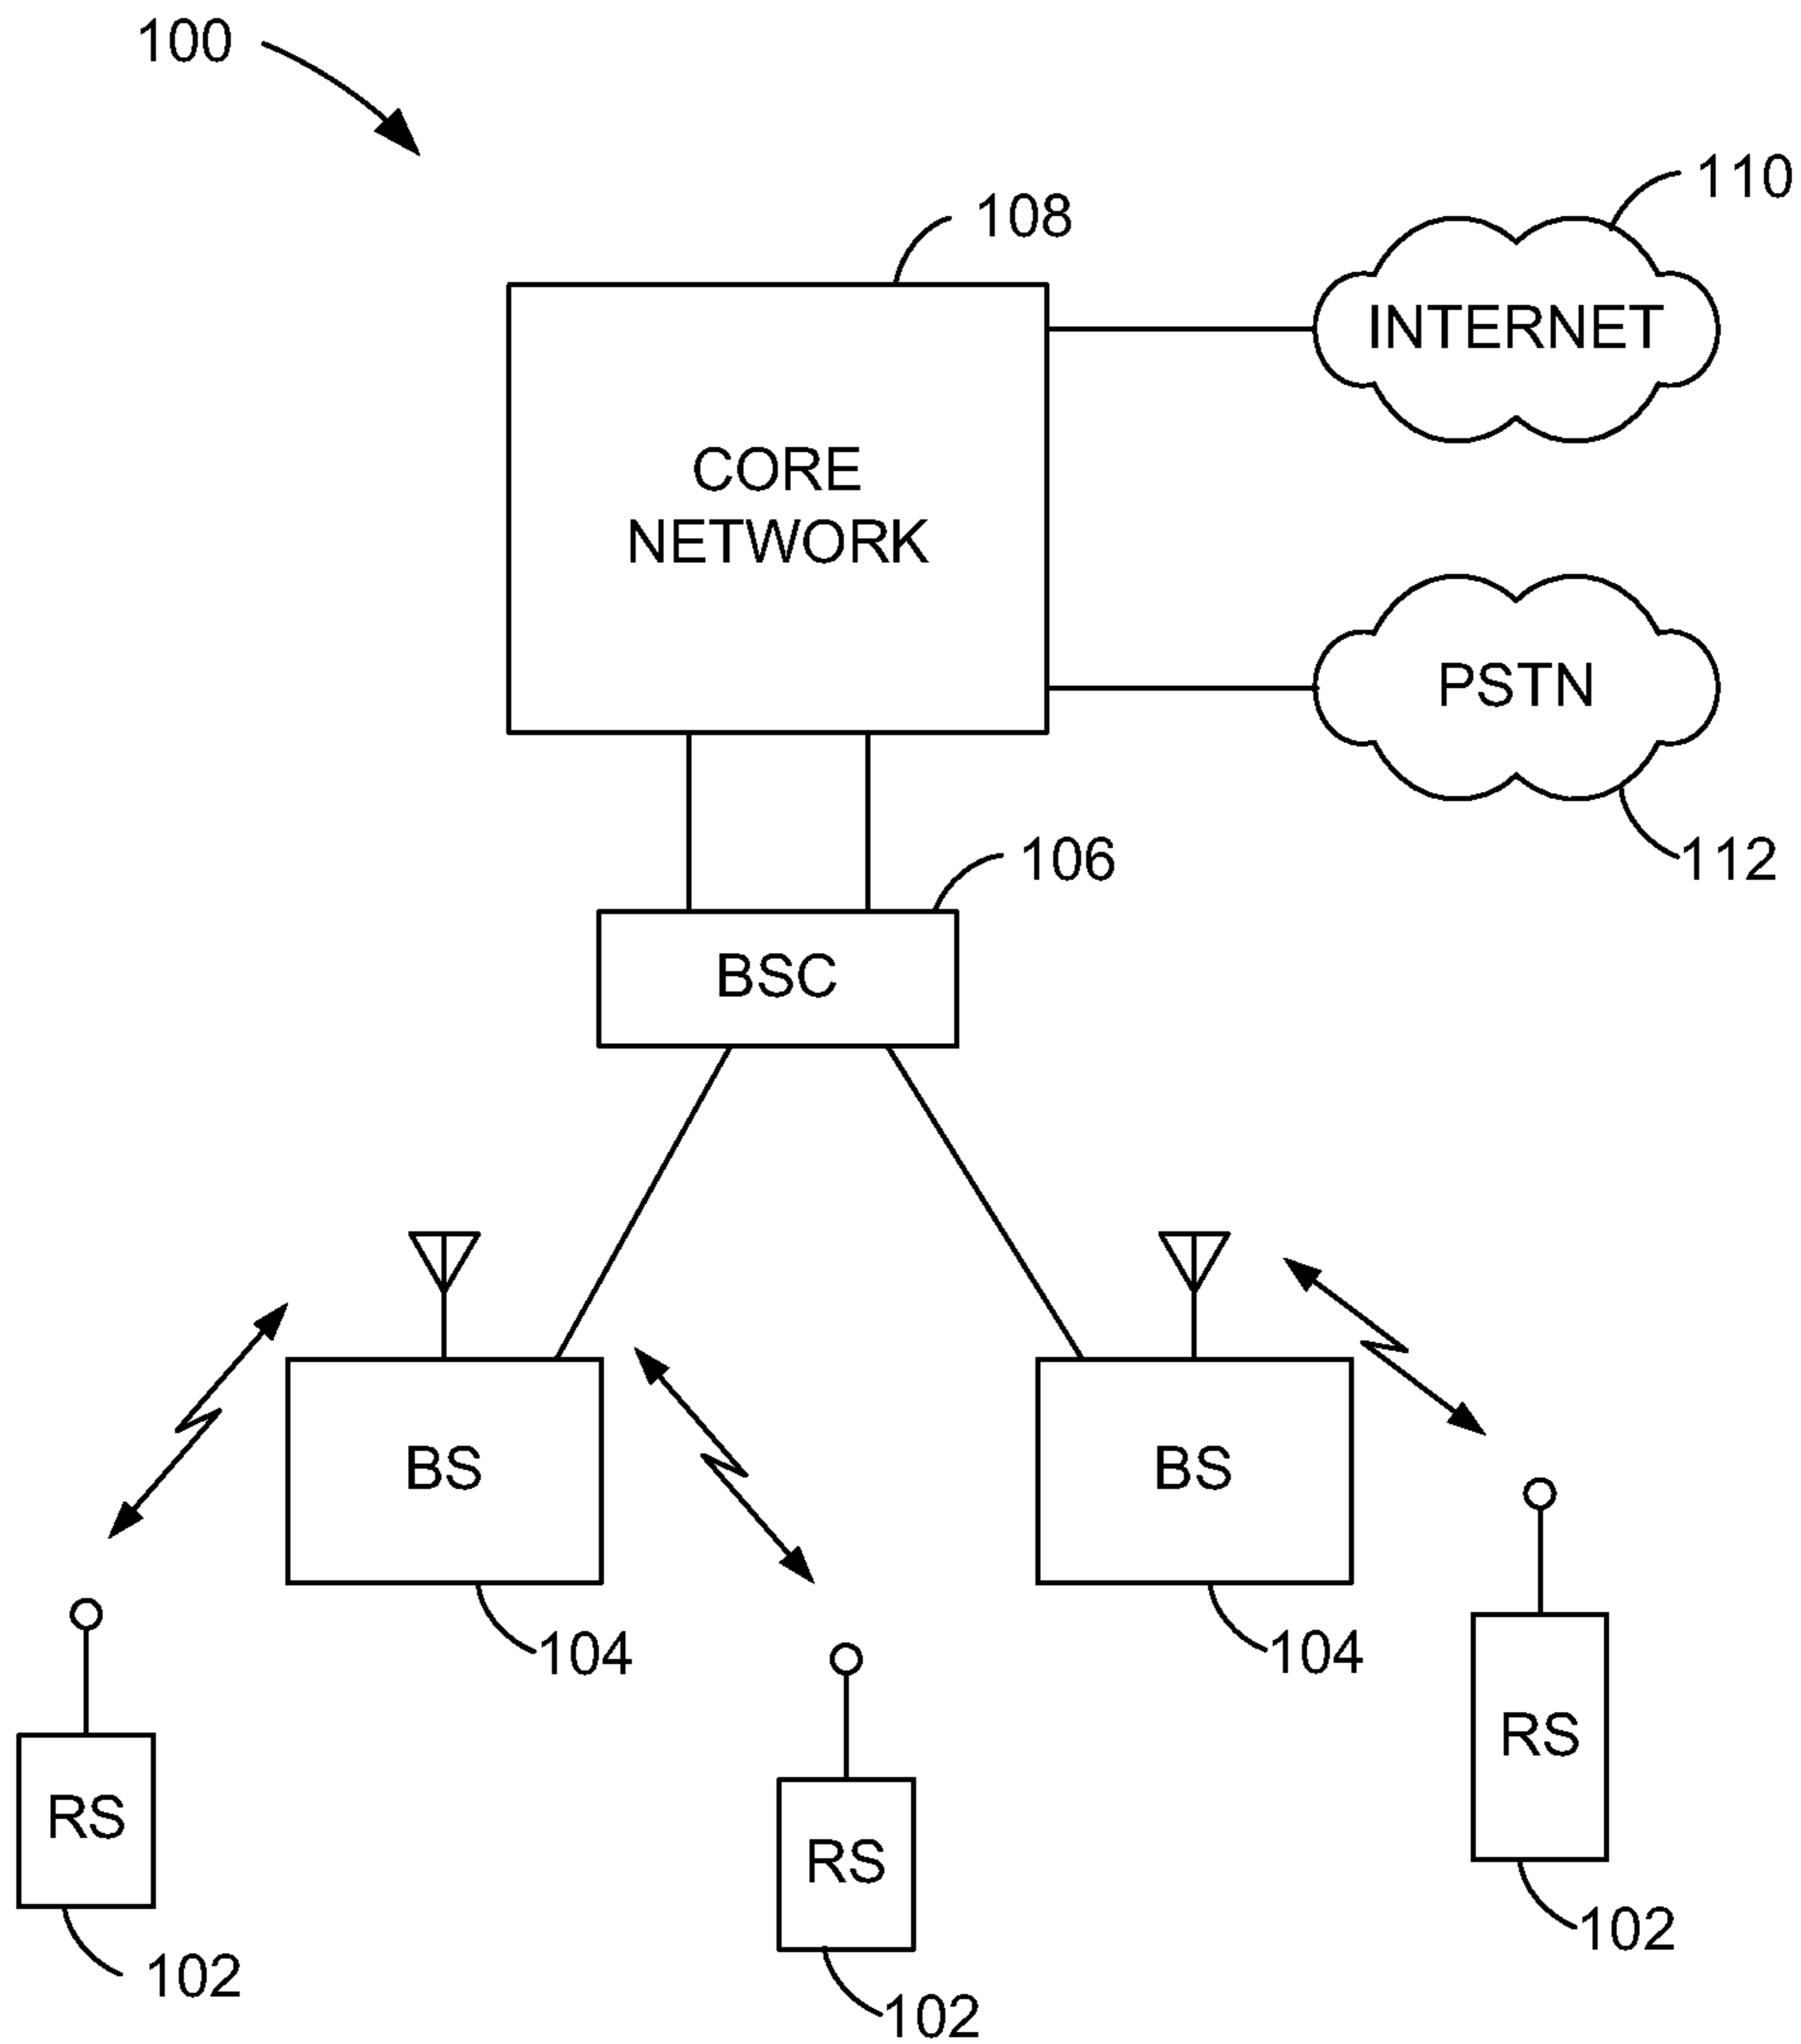 100
110
108
INTERNET
CORE
NETWORK
PSTN
112
106
BSC
BS
BS
104
104
RS
RS
RS
102
102
102